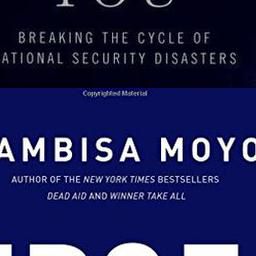 YOU
BREAKING THE CYCLE OF
ATIONAL SECURITY DISASTERS
Copyrighted Material
AMBISA MOYO
AUTHOR OF THE NEW YORK TIMES BESTSELLERS
DEAD AID AND WINNER TAKE ALL